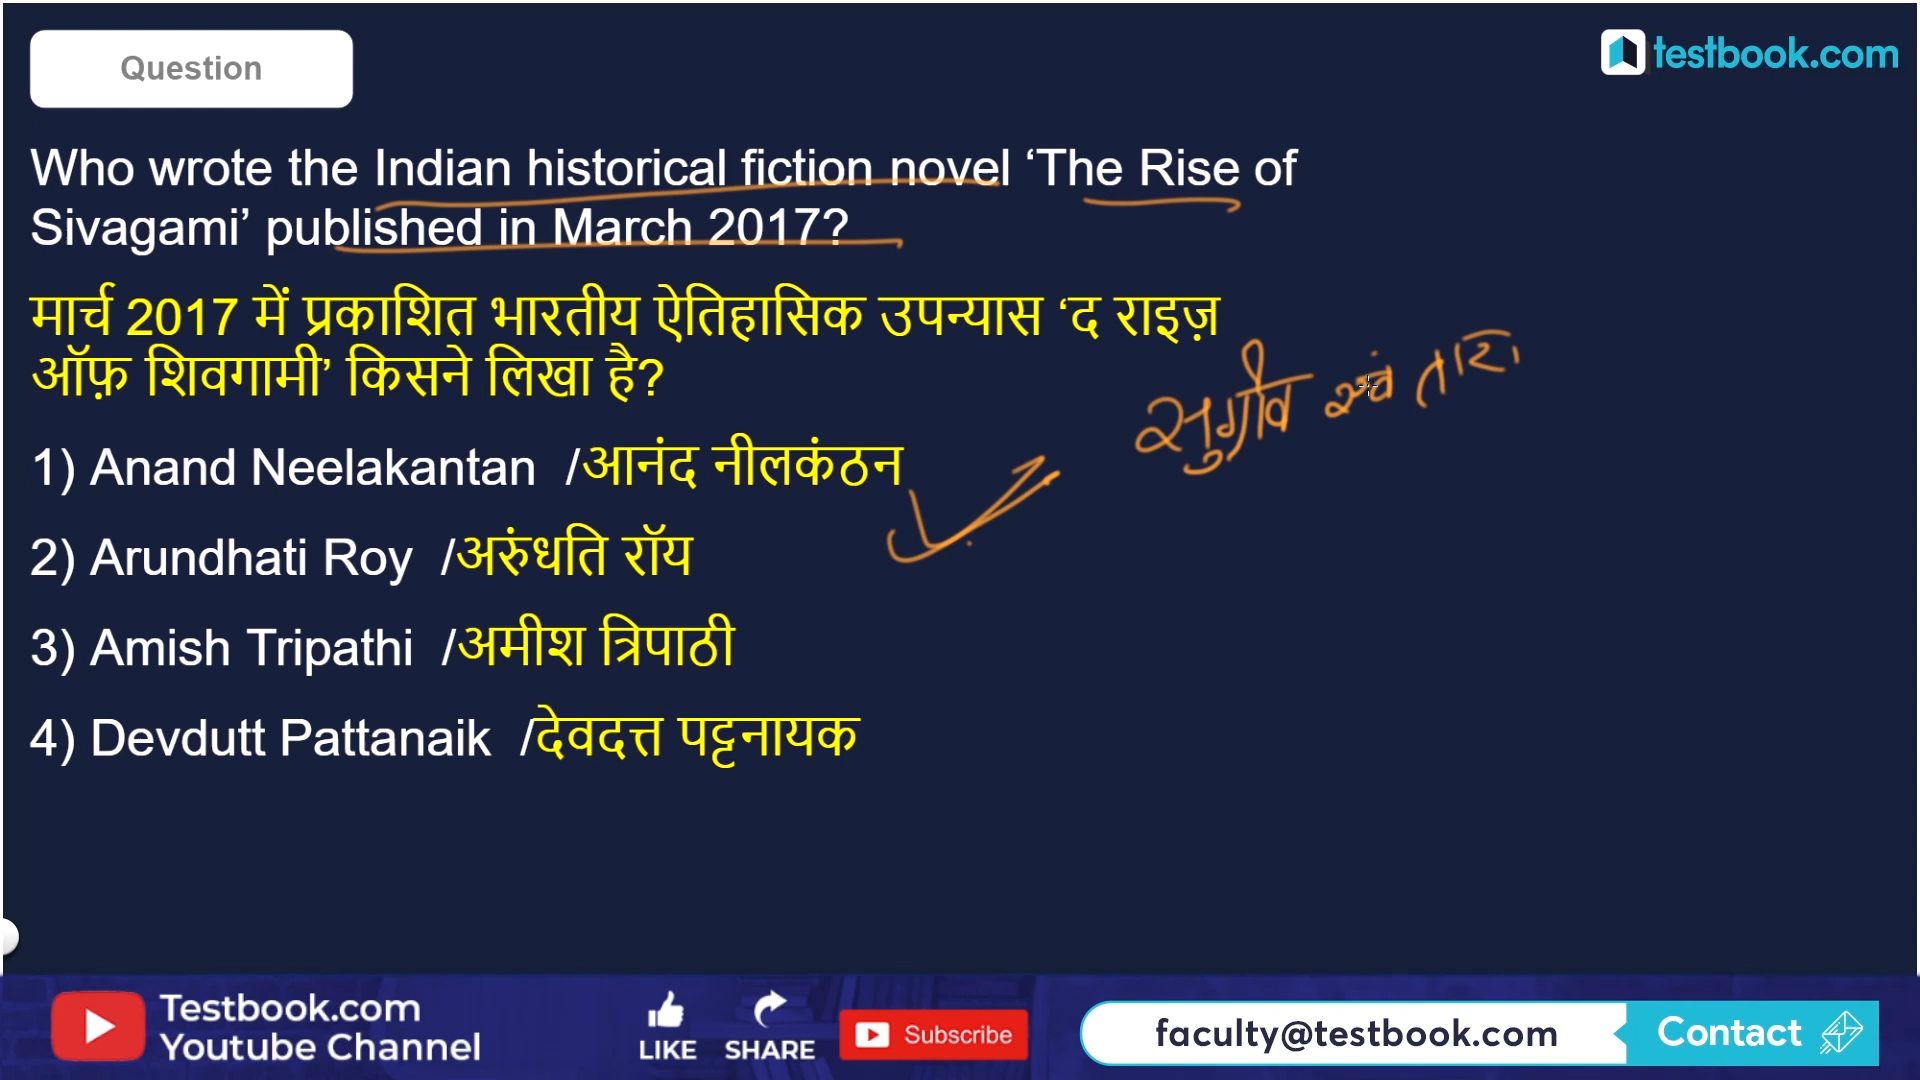 Question
testbook.com
Who wrote the Indian historical fiction novel ‘The Rise of
Sivagami’ published in March 2017?
मार्च 2017 में प्रकाशित भारतीय ऐतिहासिक उपन्यास ‘द राइज़
ऑफ़ शिवगामी’ किसने लिखा है?
सुग्रीव एवं तारा
1) Anand Neelakantan /आनंद नीलकंठन
2) Arundhati Roy /अरुंधति रॉय
3) Amish Tripathi /अमीश त्रिपाठी
4) Devdutt Pattanaik /देवदत्त पट्टनायक
Testbook.com
Youtube Channel
LIKE SHARE Subscribe
faculty@testbook.com Contact